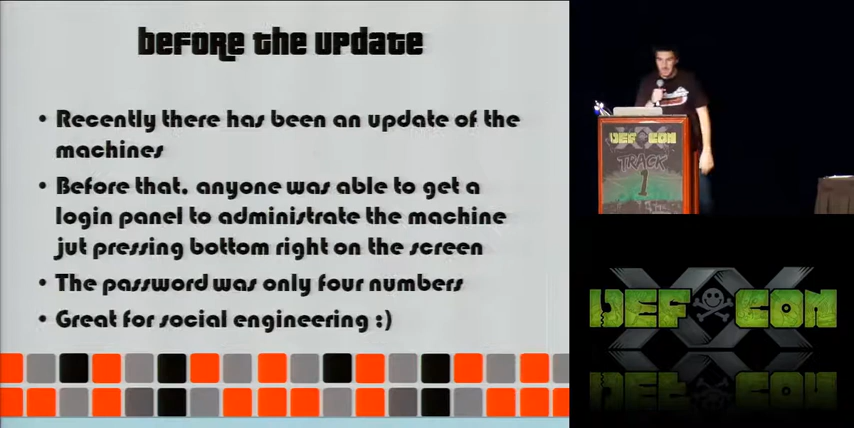 before the update
• Recently there has been an update of the
machines
• Before that, anyone was able to get a
login panel to administrate the machine
jut pressing bottom right on the screen
• The password was only four numbers
• Great for social engineering :)
DEF CON
TRACK
1
XX
DEF CON